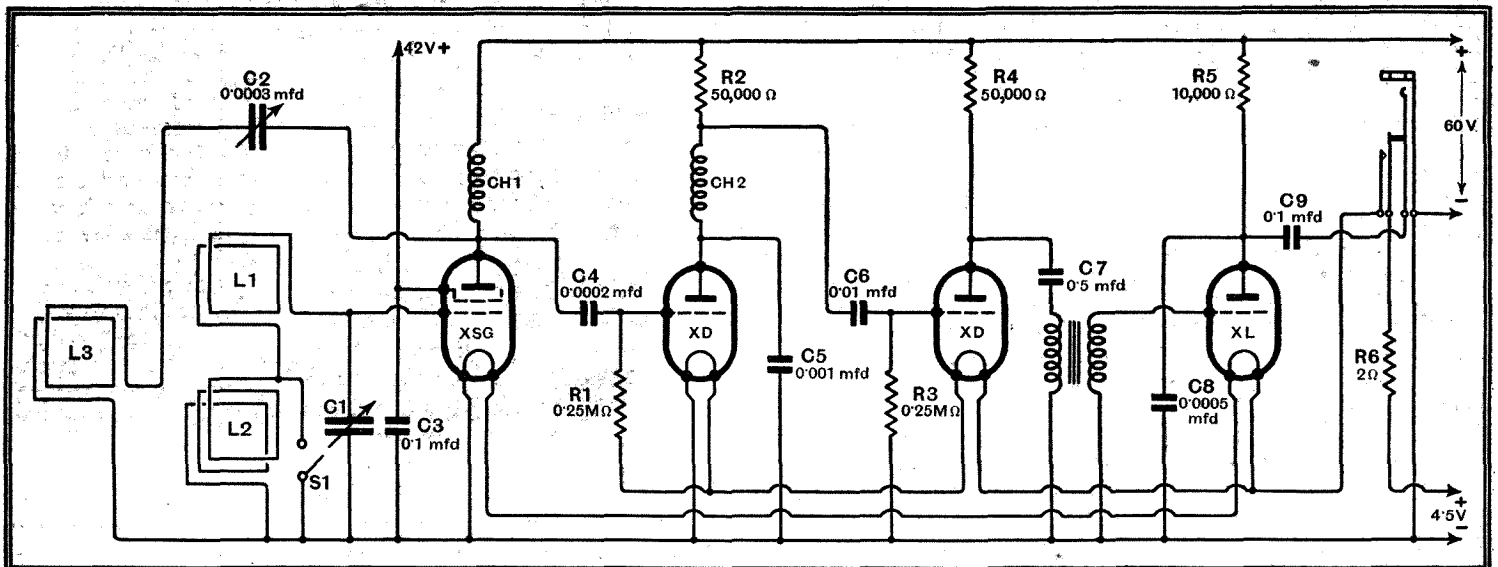 42V+
C2
0·0003 mfd
R2
50,000 Ω
R4
50,000 Ω
R5
10,000 Ω
+
60 V
-
CH1
CH2
C9
0·1 mfd
L1
C4
0·0002 mfd
C6
0·01 mfd
C7
0·5 mfd
XSG
XD
XD
XL
L3
C5
0·001 mfd
R6
2Ω
R1
0·25MΩ
R3
0·25MΩ
C8
0·0005
mfd
L2
C1
C3
0·1 mfd
S1
+
4·5V
-